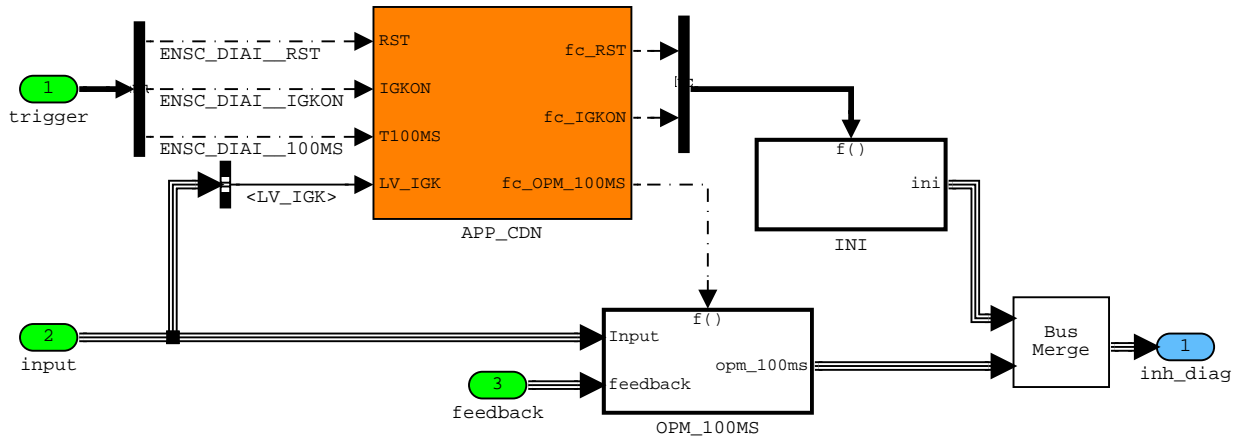 1
trigger
ENSC_DIAI__RST
ENSC_DIAI__IGKON
ENSC_DIAI__100MS
<LV_IGK>
RST
IGKON
T100MS
LV_IGK
fc_RST
fc_IGKON
fc_OPM_100MS
APP_CDN
f()
ini
INI
2
input
3
feedback
f()
Input
feedback
opm_100ms
OPM_100MS
Bus
Merge
1
inh_diag